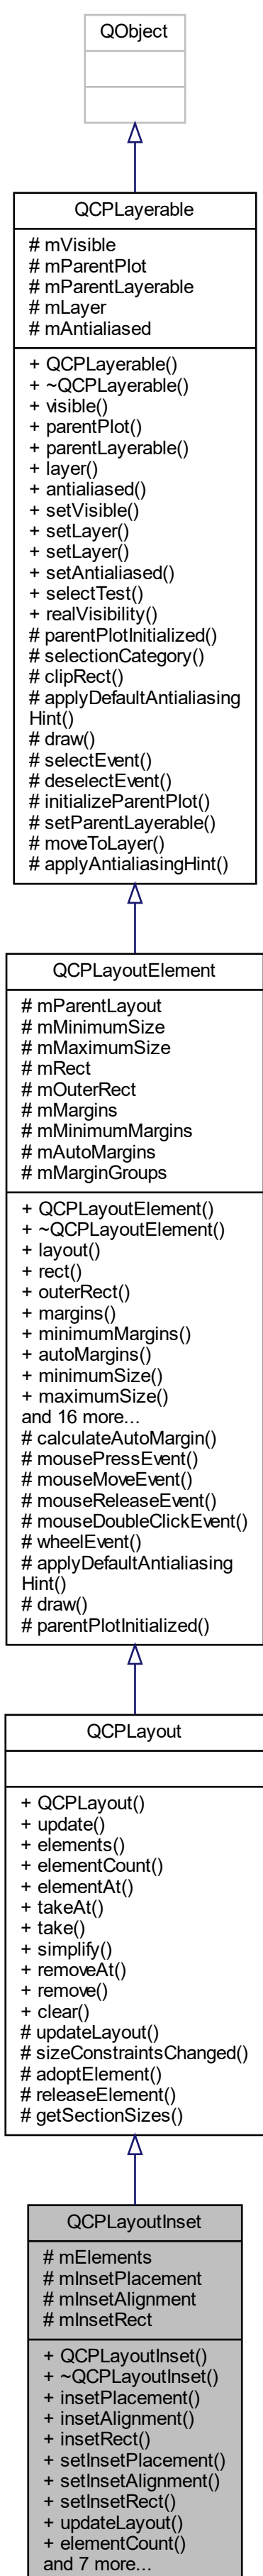 QObject
QCPLayerable
# mVisible
# mParentPlot
# mParentLayerable
# mLayer
# mAntialiased
+ QCPLayerable()
+ ~QCPLayerable()
+ visible()
+ parentPlot()
+ parentLayerable()
+ layer()
+ antialiased()
+ setVisible()
+ setLayer()
+ setLayer()
+ setAntialiased()
+ selectTest()
+ realVisibility()
# parentPlotInitialized()
# selectionCategory()
# clipRect()
# applyDefaultAntialiasing
Hint()
# draw()
# selectEvent()
# deselectEvent()
# initializeParentPlot()
# setParentLayerable()
# moveToLayer()
# applyAntialiasingHint()
QCPLayoutElement
# mParentLayout
# mMinimumSize
# mMaximumSize
# mRect
# mOuterRect
# mMargins
# mMinimumMargins
# mAutoMargins
# mMarginGroups
+ QCPLayoutElement()
+ ~QCPLayoutElement()
+ layout()
+ rect()
+ outerRect()
+ margins()
+ minimumMargins()
+ autoMargins()
+ minimumSize()
+ maximumSize()
and 16 more...
# calculateAutoMargin()
# mousePressEvent()
# mouseMoveEvent()
# mouseReleaseEvent()
# mouseDoubleClickEvent()
# wheelEvent()
# applyDefaultAntialiasing
Hint()
# draw()
# parentPlotInitialized()
QCPLayout
+ QCPLayout()
+ update()
+ elements()
+ elementCount()
+ elementAt()
+ takeAt()
+ take()
+ simplify()
+ removeAt()
+ remove()
+ clear()
# updateLayout()
# sizeConstraintsChanged()
# adoptElement()
# releaseElement()
# getSectionSizes()
QCPLayoutInset
# mElements
# mInsetPlacement
# mInsetAlignment
# mInsetRect
+ QCPLayoutInset()
+ ~QCPLayoutInset()
+ insetPlacement()
+ insetAlignment()
+ insetRect()
+ setInsetPlacement()
+ setInsetAlignment()
+ setInsetRect()
+ updateLayout()
+ elementCount()
and 7 more...